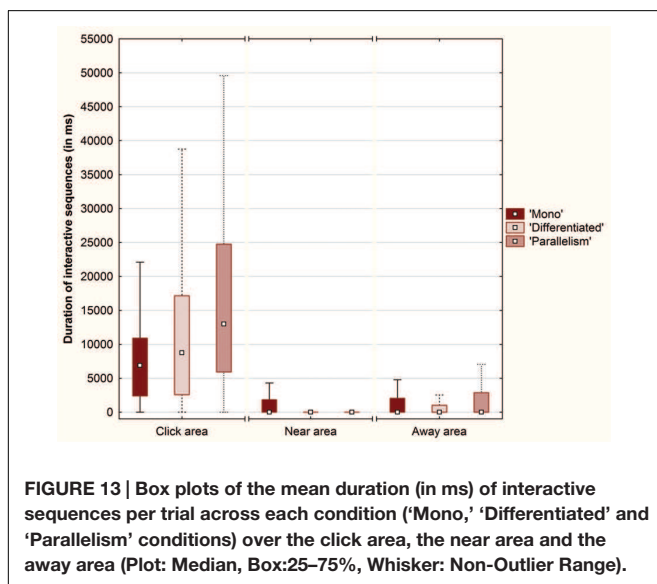 55000
50000
45000
40000
35000
30000
25000
20000
15000
10000
5000
0
Duration of interactive sequences (in ms)
Click area
Near area
Away area
'Mono'
'Differentiated'
'Parallelism'
FIGURE 13 | Box plots of the mean duration (in ms) of interactive
sequences per trial across each condition (‘Mono,’ ‘Differentiated’ and
‘Parallelism’ conditions) over the click area, the near area and the
away area (Plot: Median, Box:25–75%, Whisker: Non-Outlier Range).